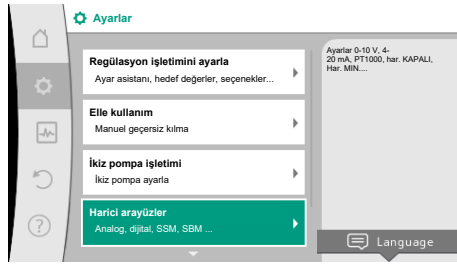 Ayarlar
Regülasyon işletimini ayarla
Ayar asistanı, hedef değerler, seçenekler...
Elle kullanım
Manuel geçersiz kılma
İkiz pompa işletimi
İkiz pompa ayarla
Harici arayüzler
Analog, dijital, SSM, SBM ...
Ayarlar 0-10 V, 4-
20 mA, PT1000, har. KAPALI,
Har. MIN....
Language